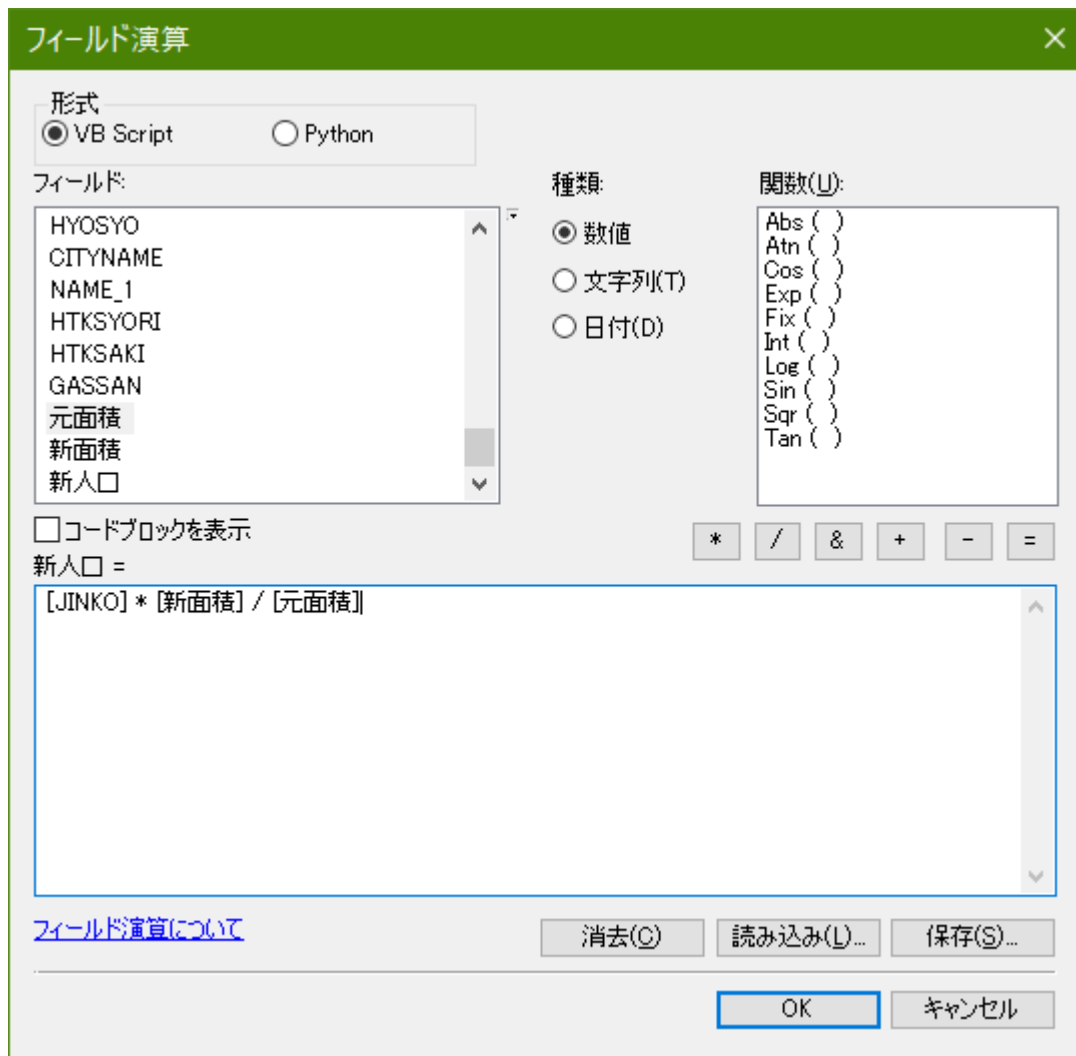 フィールド演算
形式
VB Script Python
フィールド:
HYOSYO
CITYNAME
NAME_1
HTKSYORI
HTKSAKI
GASSAN
元面積
新面積
新人口
種類:
数値
文字列(T)
日付(D)
関数(U):
Abs ( )
Atn ( )
Cos ( )
Exp ( )
Fix ( )
Int ( )
Log ( )
Sin ( )
Sqr ( )
Tan ( )
コードブロックを表示
* / & + - =
新人口 =
[JINKO] * [新面積] / [元面積]
フィールド演算について
消去(C) 読み込み(L)... 保存(S)...
OK キャンセル